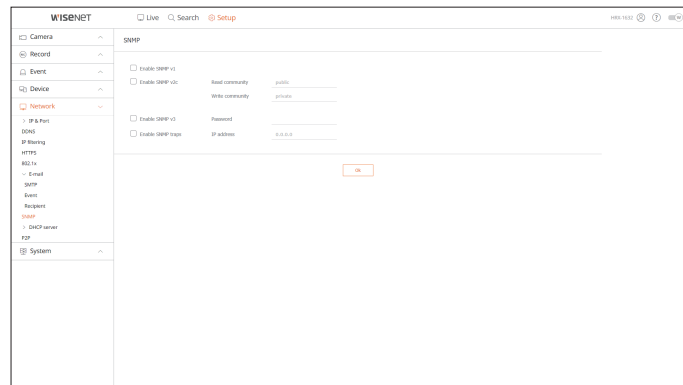 WISENET Live Search Setup HRX-1632 ?
Camera
SNMP
Record
Enable SNMP v1
Event
Enable SNMP v2c Read community public
Device
Write community private
Network
Enable SNMP v3 Password
> IP & Port
DDNS
Enable SNMP traps IP address 0.0.0.0
IP filtering
HTTPS
802.1x
E-mail
Ok
SMTP
Event
Recipient
SNMP
> DHCP server
P2P
System